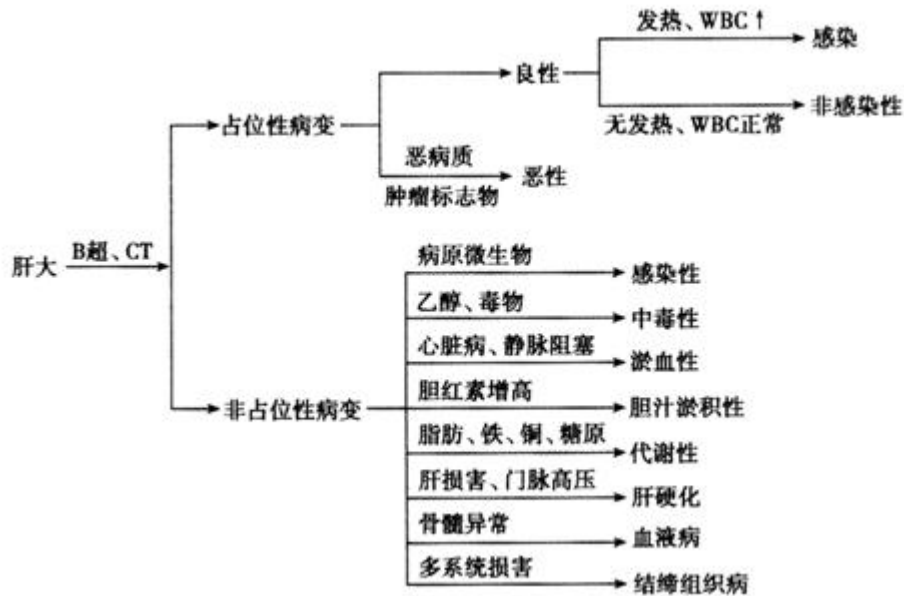 发热、WBC↑
感染
良性
占位性病变
无发热、WBC正常
非感染性
恶病质
恶性
肿瘤标志物
肝大
B超、CT
病原微生物
感染性
乙醇、毒物
中毒性
心脏病、静脉阻塞
淤血性
非占位性病变
胆红素增高
胆汁淤积性
脂肪、铁、铜、糖原
代谢性
肝损害、门脉高压
肝硬化
骨髓异常
血液病
多系统损害
结缔组织病